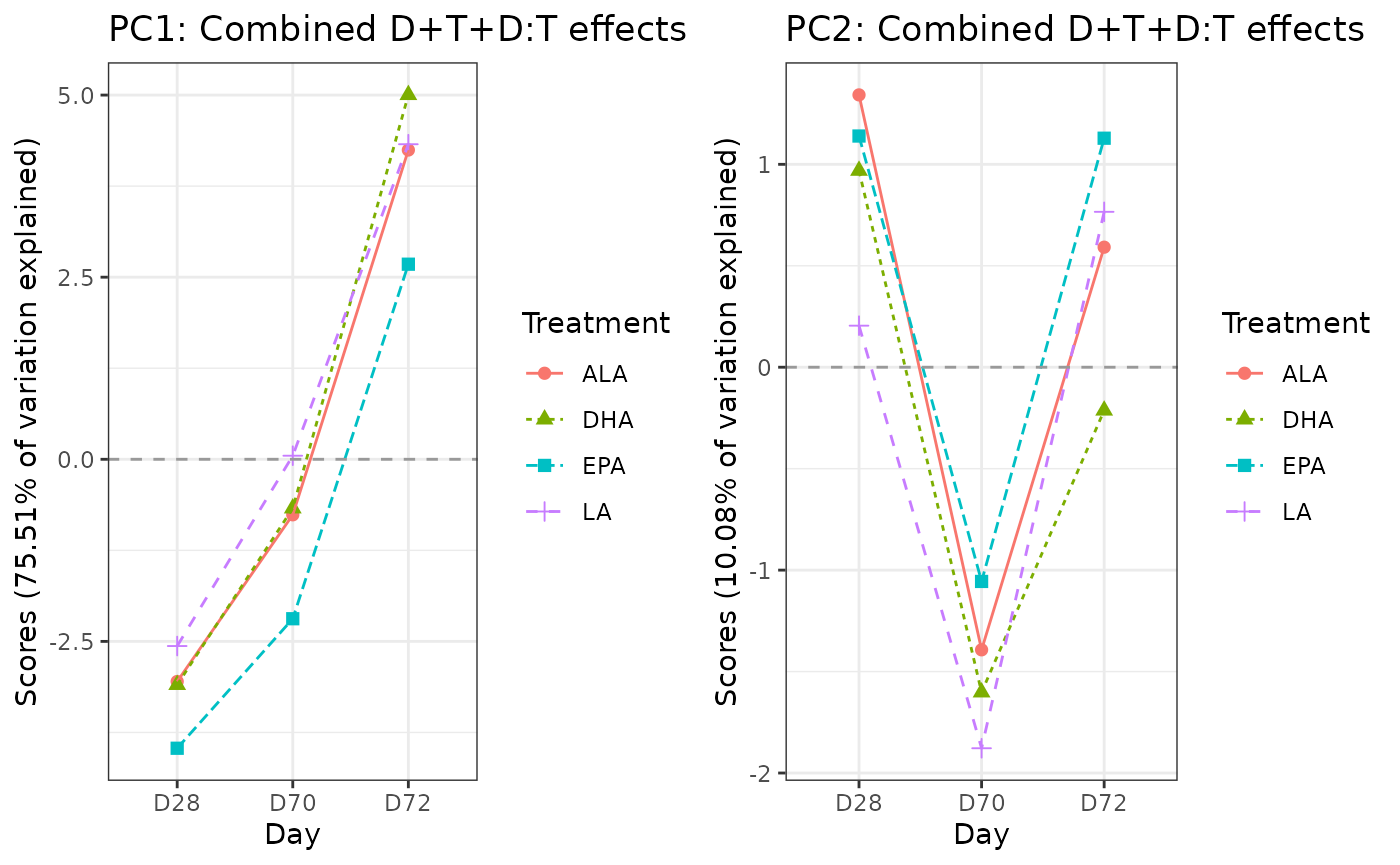 PC1: Combined D+T+D:T effects
Scores (75.51% of variation explained)
5.0
2.5
0.0
-2.5
D28 D70 D72
Day
Treatment
ALA
DHA
EPA
LA
PC2: Combined D+T+D:T effects
Scores (10.08% of variation explained)
1
0
-1
-2
D28 D70 D72
Day
Treatment
ALA
DHA
EPA
LA